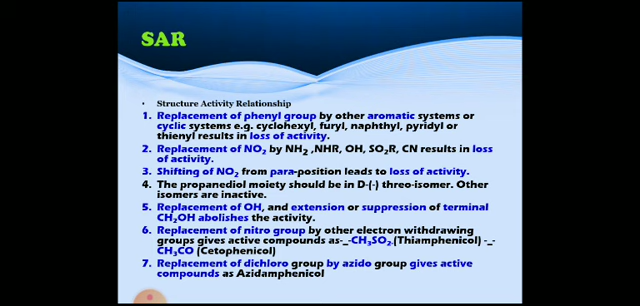 SAR
• Structure Activity Relationship
1. Replacement of phenyl group by other aromatic systems or
cyclic systems e.g. cyclohexyl, furyl, naphthyl, pyridyl or
thienyl results in loss of activity.
2. Replacement of NO₂ by NH₂ ,NHR, OH, SO₂R, CN results in loss
of activity.
3. Shifting of NO₂ from para-position leads to loss of activity.
4. The propanediol moiety should be in D-(-) threo-isomer. Other
isomers are inactive.
5. Replacement of OH, and extension or suppression of terminal
CH₂OH abolishes the activity.
6. Replacement of nitro group by other electron withdrawing
groups gives active compounds as-_-CH₃SO₂.(Thiamphenicol) -_-
CH₃CO (Cetophenicol)
7. Replacement of dichloro group by azido group gives active
compounds as Azidamphenicol